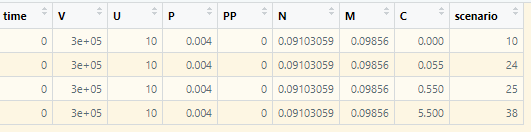 time V U P PP N M C scenario
0 3e+05 10 0.004 0 0.09103059 0.09856 0.000 10
0 3e+05 10 0.004 0 0.09103059 0.09856 0.055 24
0 3e+05 10 0.004 0 0.09103059 0.09856 0.550 25
0 3e+05 10 0.004 0 0.09103059 0.09856 5.500 38